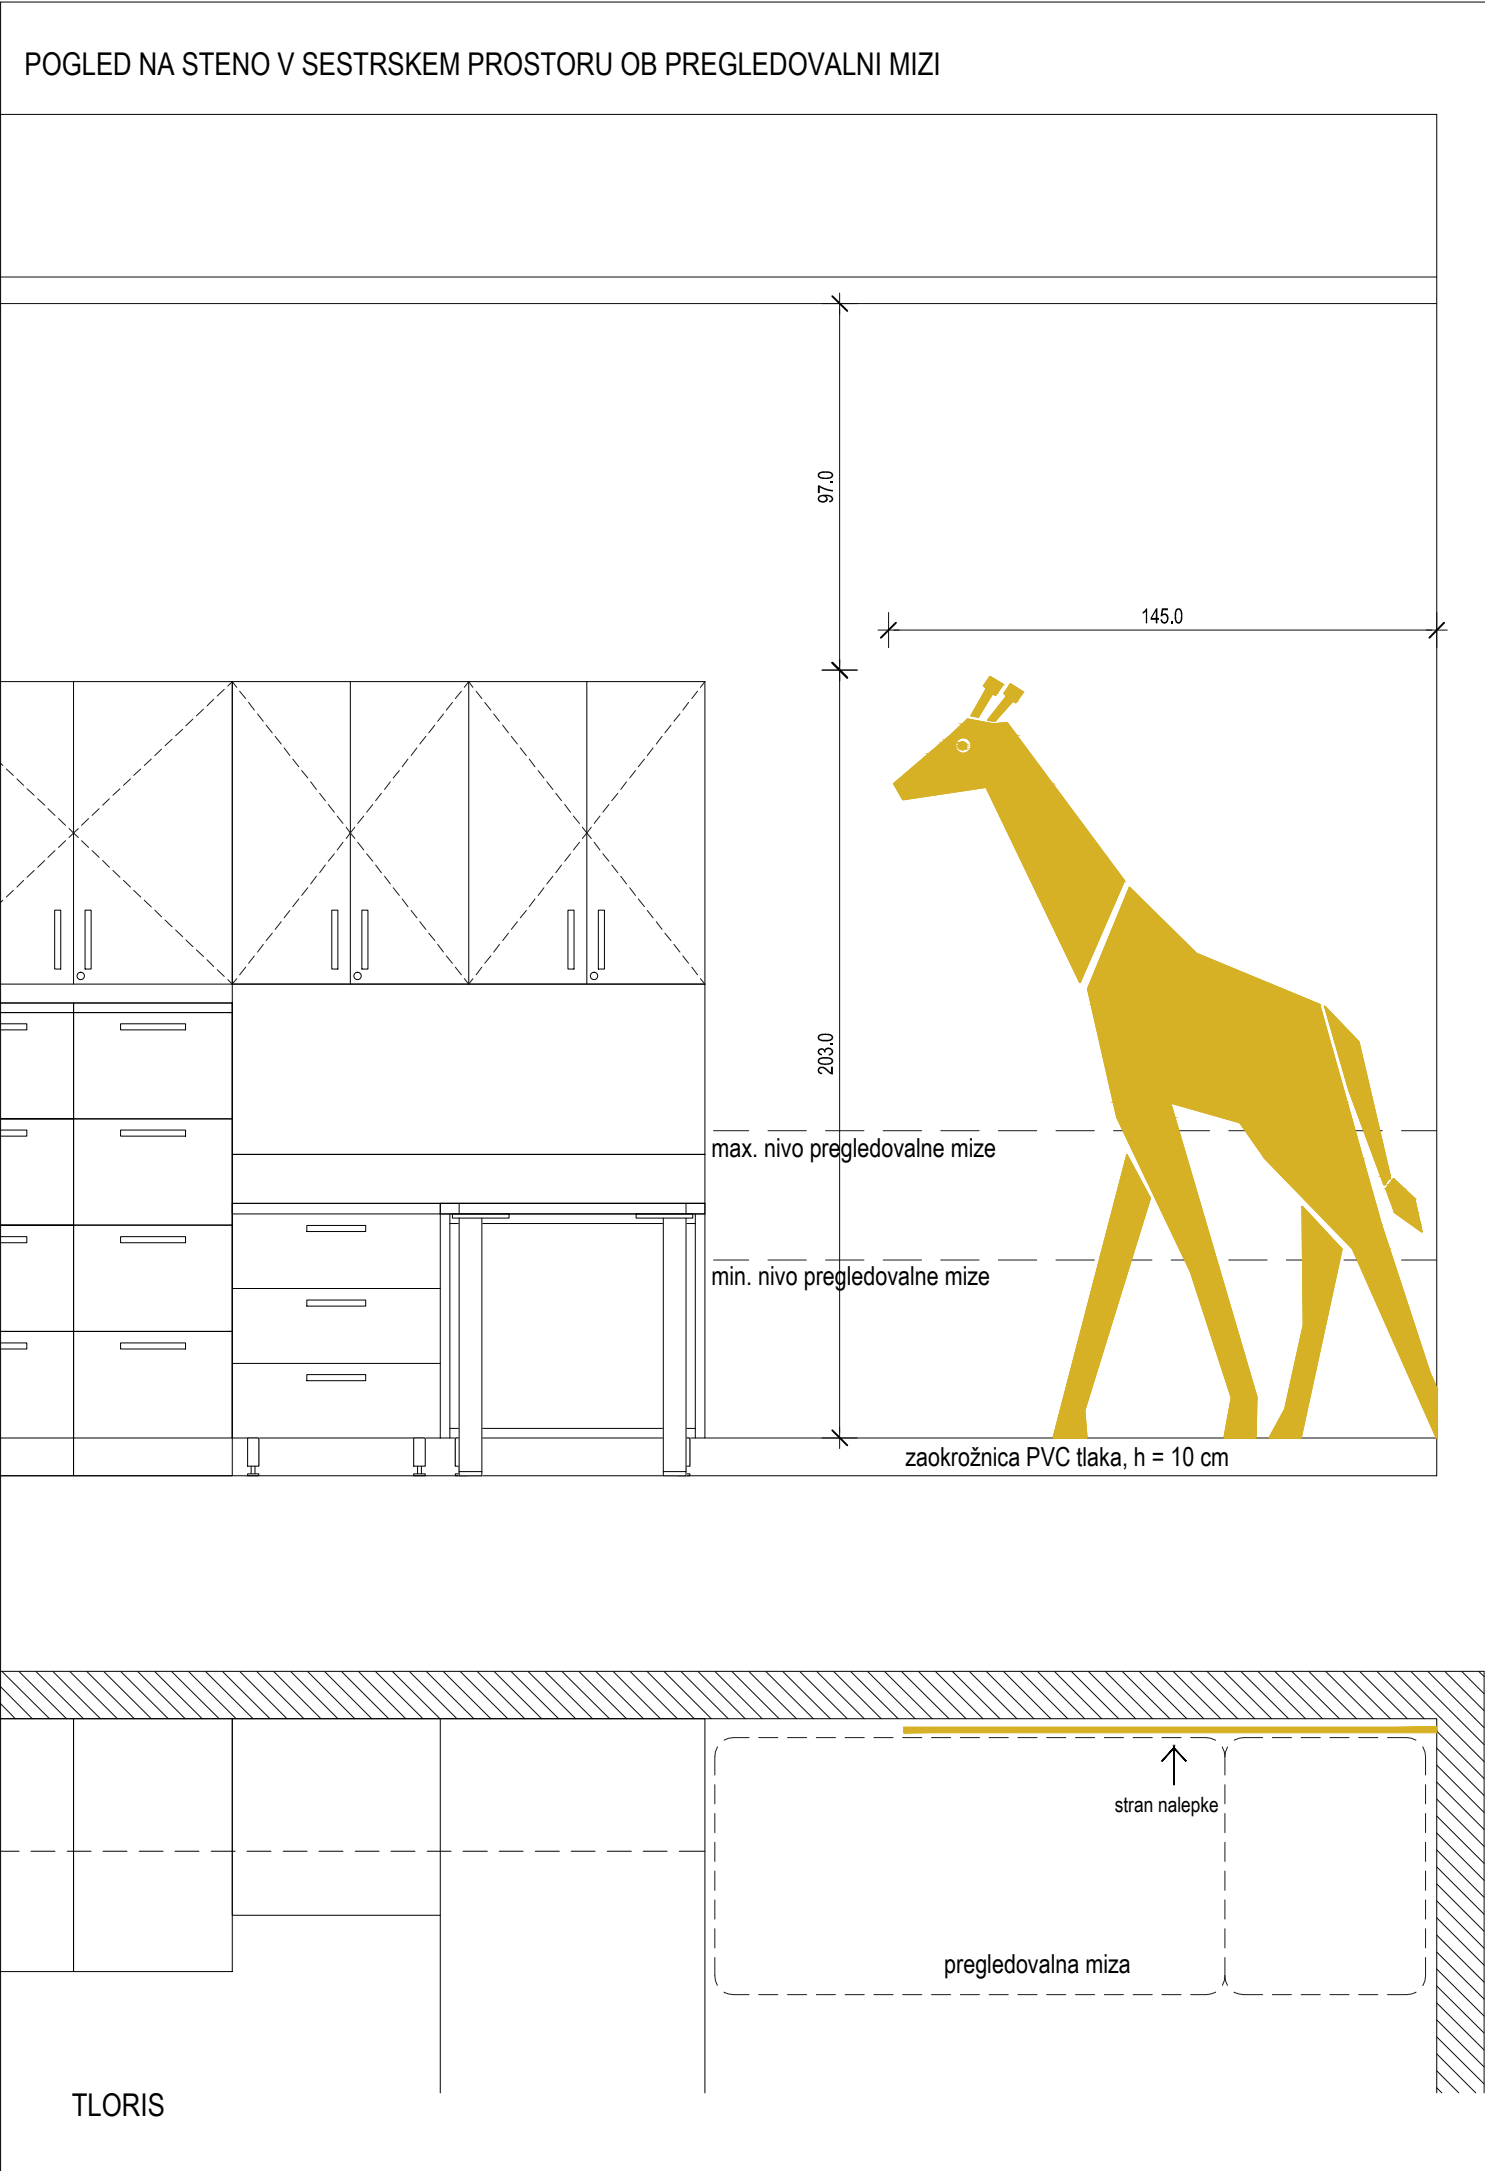 POGLED NA STENO V SESTRSKEM PROSTORU OB PREGLEDOVALNI MIZI
97.0
145.0
203.0
max. nivo pregledovalne mize
min. nivo pregledovalne mize
zaokrožnica PVC tlaka, h = 10 cm
stran nalepke
pregledovalna miza
TLORIS